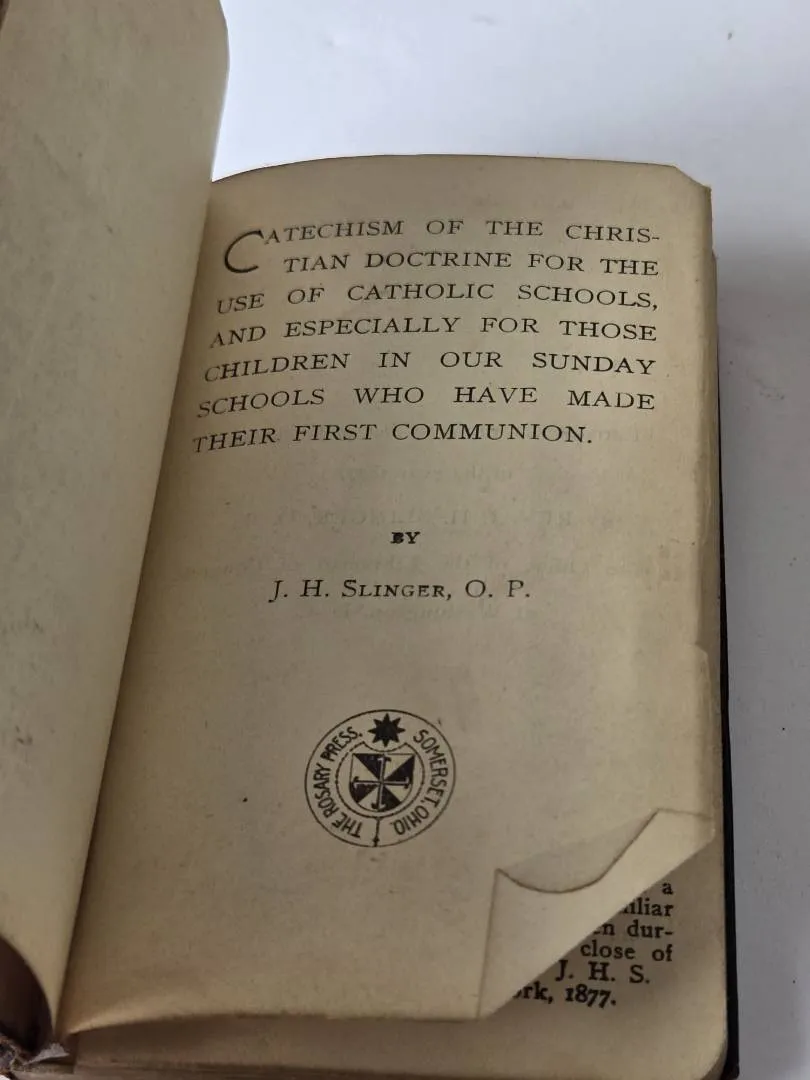 CATECHISM OF THE CHRIS-
TIAN DOCTRINE FOR THE
USE OF CATHOLIC SCHOOLS,
AND ESPECIALLY FOR THOSE
CHILDREN IN OUR SUNDAY
SCHOOLS WHO HAVE MADE
THEIR FIRST COMMUNION.
BY
J. H. SLINGER, O. P.
THE ROSARY PRESS, SOMERSET, OHIO.
a
dur-
close of
J. H. S.
1877.